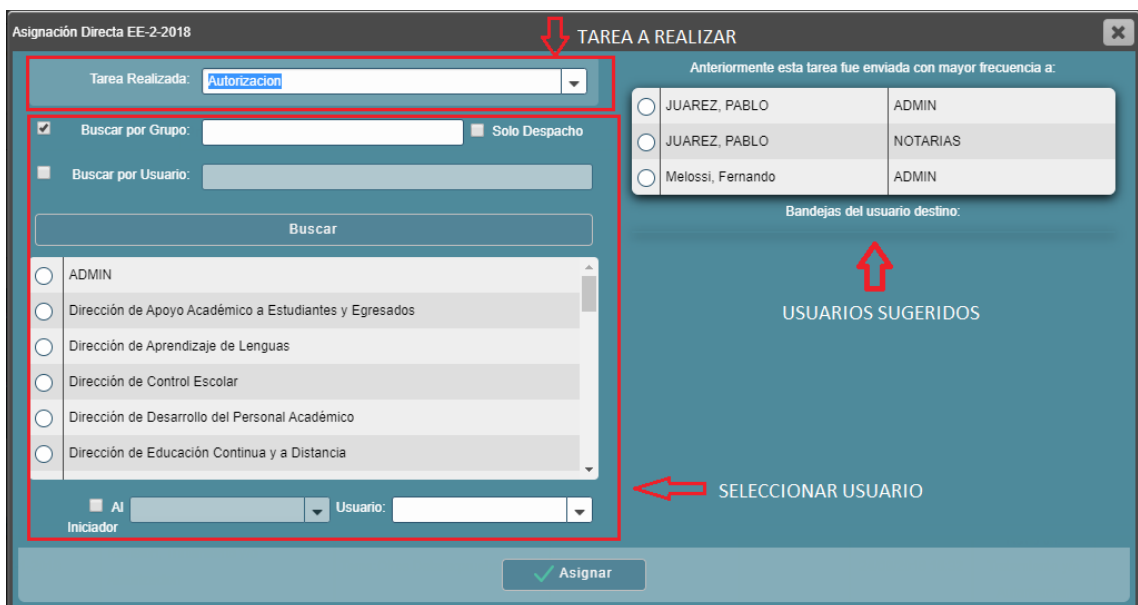 Asignación Directa EE-2-2018
TAREA A REALIZAR
Tarea Realizada: Autorizacion
Buscar por Grupo: Solo Despacho
Buscar por Usuario:
Buscar
ADMIN
Dirección de Apoyo Académico a Estudiantes y Egresados
Dirección de Aprendizaje de Lenguas
Dirección de Control Escolar
Dirección de Desarrollo del Personal Académico
Dirección de Educación Continua y a Distancia
Al
Iniciador
Usuario:
Anteriormente esta tarea fue enviada con mayor frecuencia a:
JUAREZ, PABLO ADMIN
JUAREZ, PABLO NOTARIAS
Melossi, Fernando ADMIN
Bandejas del usuario destino:
USUARIOS SUGERIDOS
SELECCIONAR USUARIO
Asignar